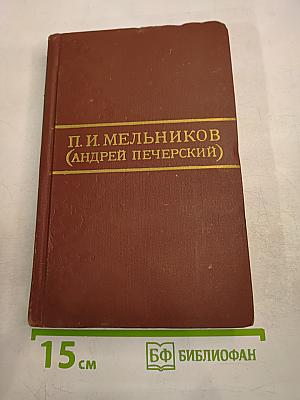 П. И. МЕЛЬНИКОВ
(АНДРЕЙ ПЕЧЕРСКИЙ)
15 см
БФ БИБЛИОФАН